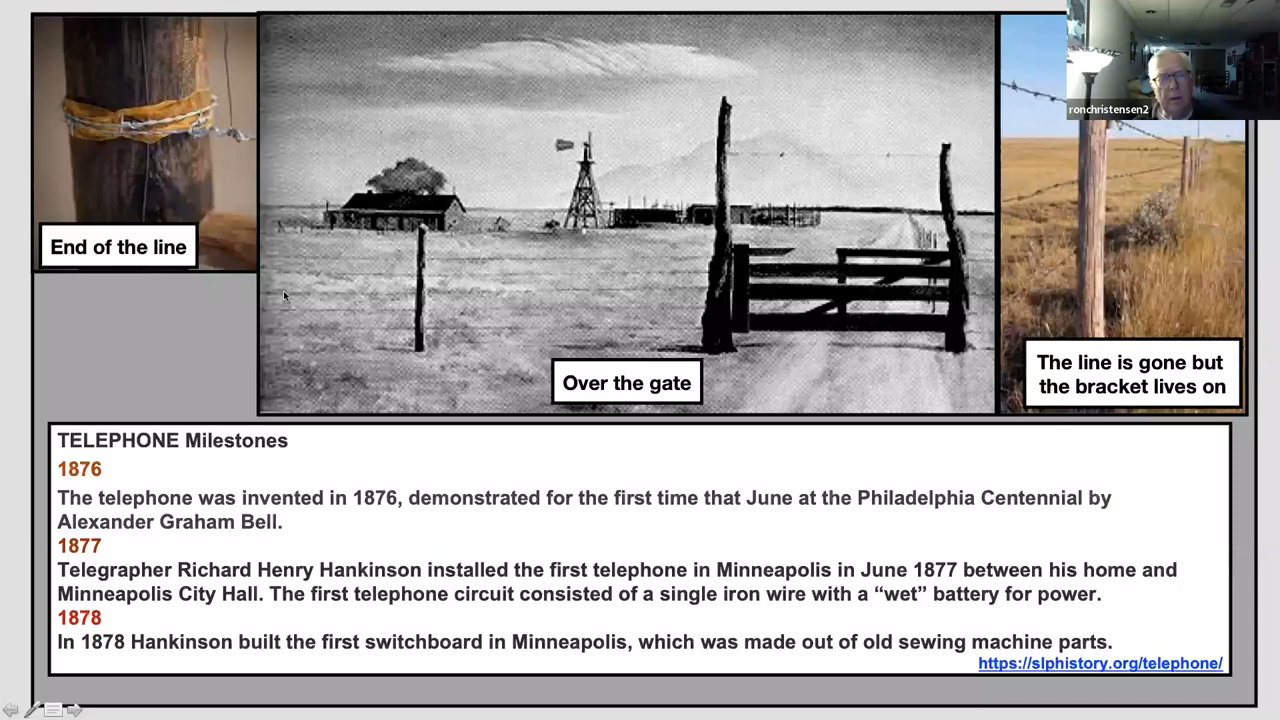 ronchristensen2
End of the line
Over the gate
The line is gone but
the bracket lives on
TELEPHONE Milestones
1876
The telephone was invented in 1876, demonstrated for the first time that June at the Philadelphia Centennial by
Alexander Graham Bell.
1877
Telegrapher Richard Henry Hankinson installed the first telephone in Minneapolis in June 1877 between his home and
Minneapolis City Hall. The first telephone circuit consisted of a single iron wire with a “wet” battery for power.
1878
In 1878 Hankinson built the first switchboard in Minneapolis, which was made out of old sewing machine parts.
https://slphistory.org/telephone/